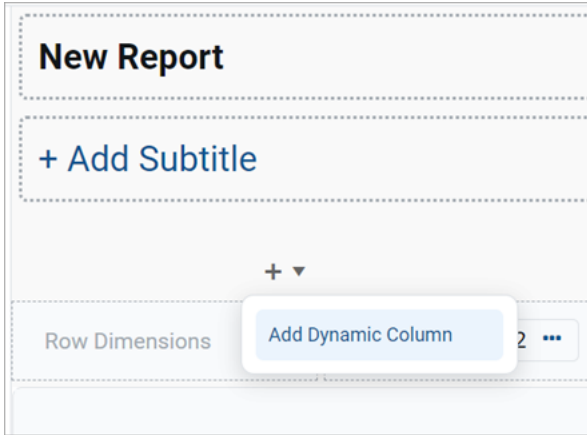 New Report
+ Add Subtitle
+
Row Dimensions
Add Dynamic Column
2 •••